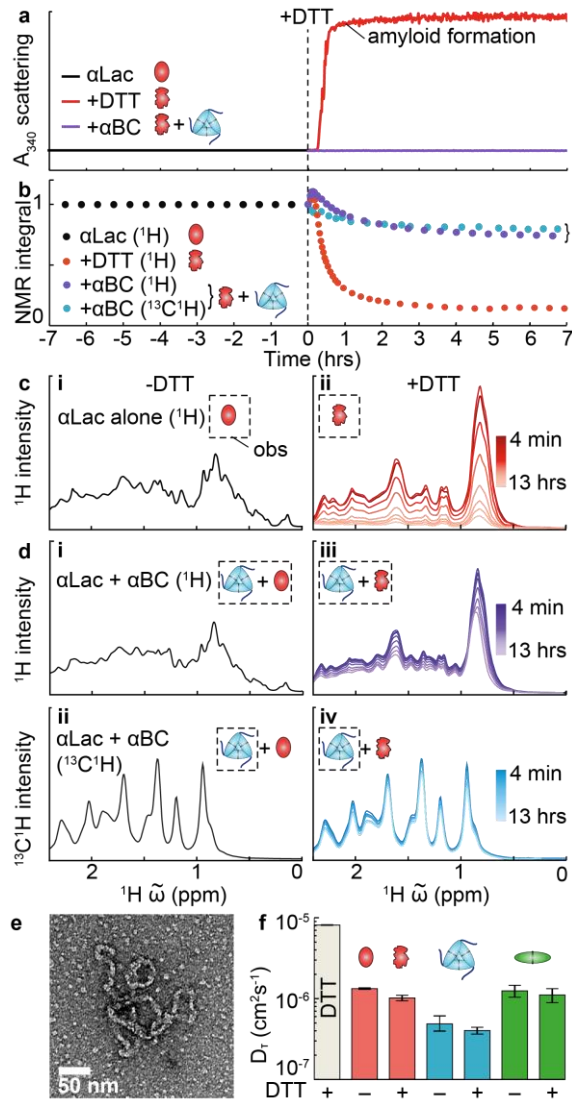 a
+DTT
amyloid formation
αLac
+DTT
+αBC
+
A340 scattering
b
1
0
NMR integral
αLac (¹H)
+DTT (¹H)
+αBC (¹H)
+αBC (¹³C¹H)
}
+
}
-7 -6 -5 -4 -3 -2 -1 0 1 2 3 4 5 6 7
Time (hrs)
c
i
-DTT
αLac alone (¹H)
obs
¹H intensity
ii
+DTT
4 min
13 hrs
d
i
αLac + αBC (¹H)
+
¹H intensity
iii
+
4 min
13 hrs
ii
αLac + αBC
(¹³C¹H)
+
¹³C¹H intensity
2 1 0
¹H ω̃ (ppm)
iv
+
4 min
13 hrs
2 1 0
¹H ω̃ (ppm)
e
50 nm
f
10⁻⁵
10⁻⁶
10⁻⁷
D_T (cm²s⁻¹)
DTT
DTT + − + − + − +